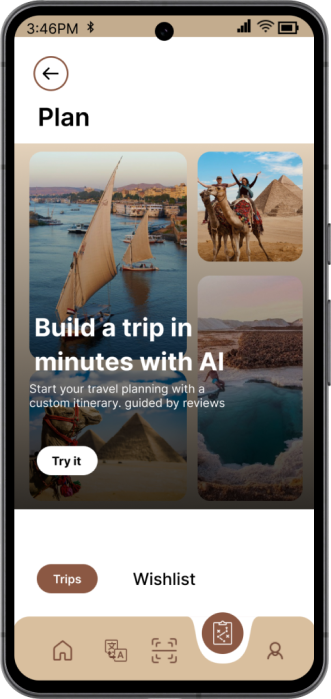 3:46PM
Plan
Build a trip in
minutes with AI
Start your travel planning with a
custom itinerary. guided by reviews
Try it
Trips
Wishlist